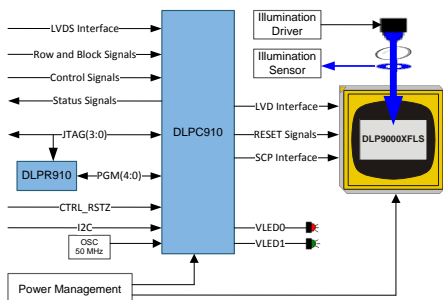 LVDS Interface
Row and Block Signals
Control Signals
Status Signals
JTAG(3:0)
DLPR910
PGM(4:0)
CTRL_RSTZ
I2C
OSC
50 MHz
Power Management
DLPC910
Illumination
Driver
Illumination
Sensor
LVD Interface
RESET Signals
SCP Interface
VLED0
VLED1
DLP9000XFLS